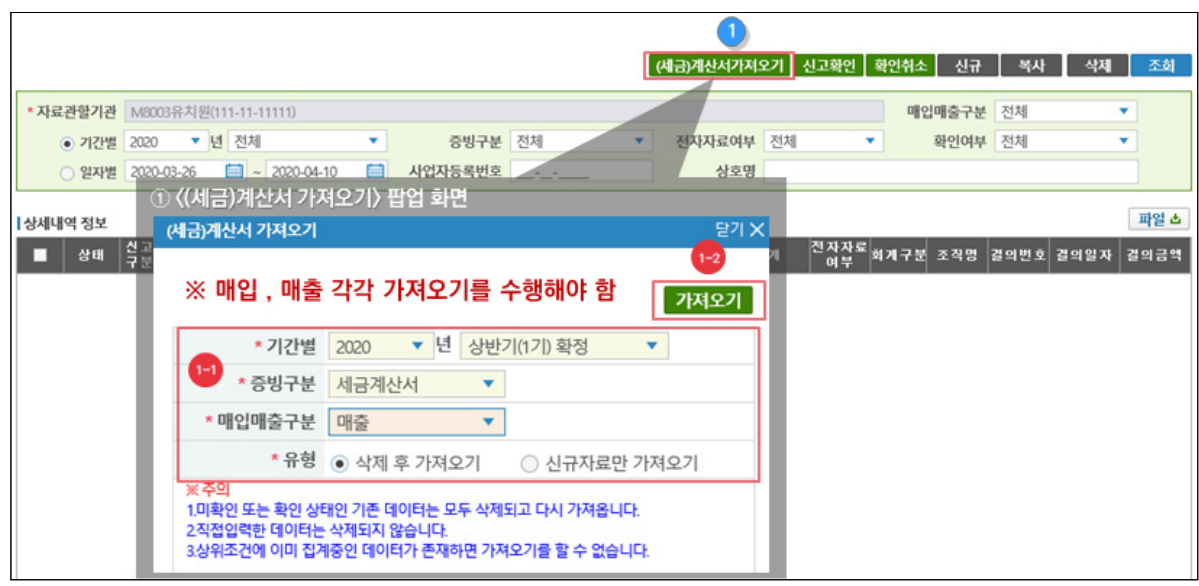 1
(세금)계산서가져오기 신고확인 확인취소 신규 복사 삭제 조회
* 자료관할기관 M8003유치원(111-11-11111) 매입매출구분 전체
기간별 2020 년 전체 증빙구분 전체 전자자료여부 전체 확인여부 전체
일자별 2020-03-26 ~ 2020-04-10 사업자등록번호 ___-__-_____ 상호명
① 〈(세금)계산서 가져오기〉 팝업 화면
상세내역 정보 파일
(세금)계산서 가져오기 닫기 X
상태 신고구분 계 전자자료여부 회계구분 조직명 결의번호 결의일자 결의금액
1-2
※ 매입 , 매출 각각 가져오기를 수행해야 함
가져오기
* 기간별 2020 년 상반기(1기) 확정
1-1
* 증빙구분 세금계산서
* 매입매출구분 매출
* 유형 삭제 후 가져오기 신규자료만 가져오기
※ 주의
1.미확인 또는 확인 상태인 기존 데이터는 모두 삭제되고 다시 가져옵니다.
2.직접입력한 데이터는 삭제되지 않습니다.
3.상위조건에 이미 집계중인 데이터가 존재하면 가져오기를 할 수 없습니다.